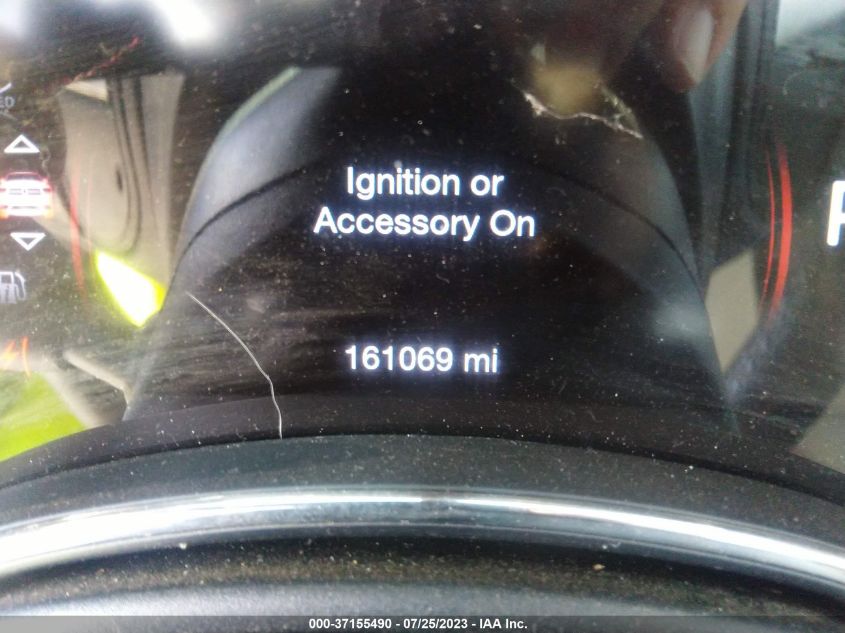 Ignition or
Accessory On
161069 mi
000-37155490 - 07/25/2023 - IAA Inc.